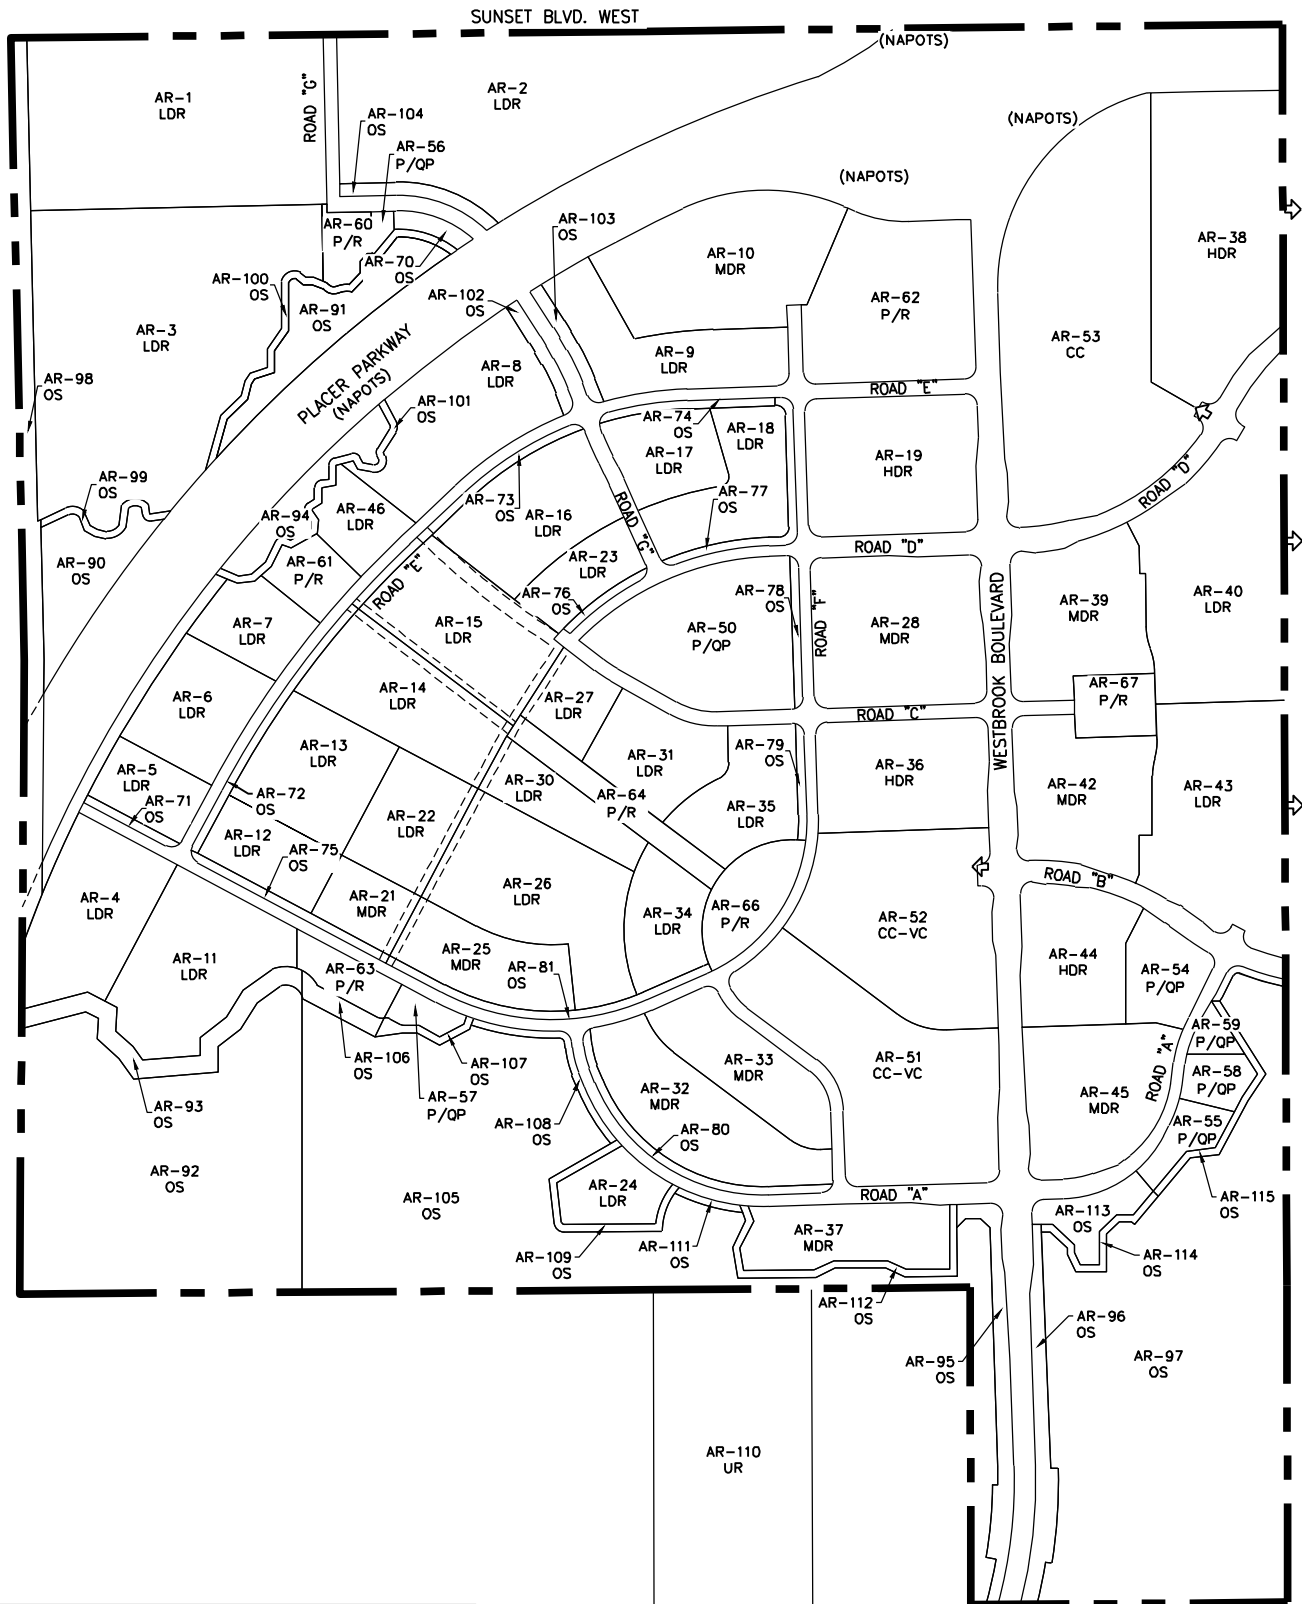 SUNSET BLVD. WEST
(NAPOTS)
AR-1
LDR
ROAD "G"
AR-2
LDR
AR-104
OS
AR-56
P/QP
(NAPOTS)
(NAPOTS)
AR-60
P/R
AR-103
OS
AR-70
OS
AR-10
MDR
AR-38
HDR
AR-100
OS
AR-91
OS
AR-102
OS
AR-62
P/R
AR-3
LDR
PLACER PARKWAY
(NAPOTS)
AR-8
LDR
AR-9
LDR
AR-53
CC
AR-98
OS
AR-101
OS
ROAD "E"
AR-74
OS
AR-18
LDR
AR-17
LDR
AR-19
HDR
ROAD "D"
AR-99
OS
AR-73
OS
AR-77
OS
AR-46
LDR
AR-94
OS
AR-16
LDR
ROAD "G"
ROAD "D"
AR-90
OS
AR-61
P/R
AR-23
LDR
ROAD "E"
AR-76
OS
AR-78
OS
ROAD "F"
AR-39
MDR
AR-40
LDR
AR-7
LDR
AR-15
LDR
AR-50
P/QP
AR-28
MDR
WESTBROOK BOULEVARD
AR-6
LDR
AR-14
LDR
AR-27
LDR
AR-67
P/R
ROAD "C"
AR-13
LDR
AR-31
LDR
AR-79
OS
AR-36
HDR
AR-5
LDR
AR-71
OS
AR-72
OS
AR-30
LDR
AR-64
P/R
AR-42
MDR
AR-43
LDR
AR-22
LDR
AR-35
LDR
AR-12
LDR
AR-75
OS
ROAD "B"
AR-4
LDR
AR-21
MDR
AR-26
LDR
AR-34
LDR
AR-66
P/R
AR-52
CC-VC
AR-11
LDR
AR-25
MDR
AR-44
HDR
AR-63
P/R
AR-81
OS
AR-54
P/QP
AR-59
P/QP
AR-106
OS
AR-107
OS
AR-33
MDR
AR-51
CC-VC
ROAD "A"
AR-58
P/QP
AR-57
P/QP
AR-32
MDR
AR-45
MDR
AR-93
OS
AR-108
OS
AR-80
OS
AR-55
P/QP
AR-92
OS
AR-105
OS
AR-24
LDR
ROAD "A"
AR-115
OS
AR-113
OS
AR-37
MDR
AR-109
OS
AR-111
OS
AR-114
OS
AR-112
OS
AR-96
OS
AR-95
OS
AR-97
OS
AR-110
UR